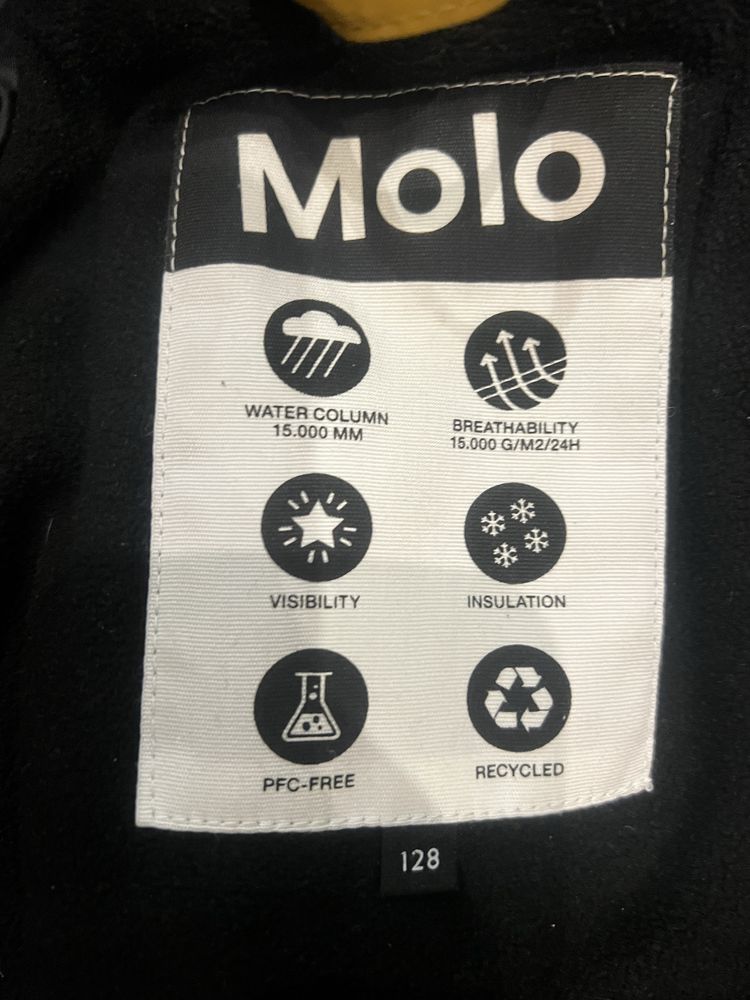 Molo
WATER COLUMN
15.000 MM
BREATHABILITY
15.000 G/M2/24H
VISIBILITY
INSULATION
PFC-FREE
RECYCLED
128